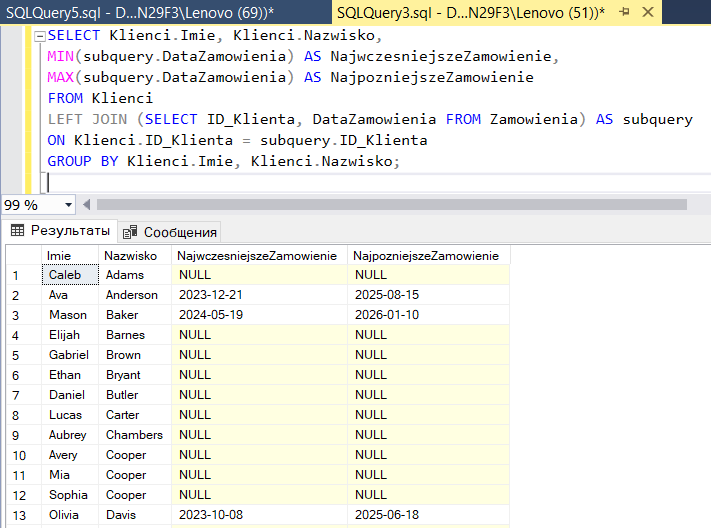 SQLQuery5.sql - D...N29F3\Lenovo (69))* SQLQuery3.sql - D...N29F3\Lenovo (51))*
SELECT Klienci.Imie, Klienci.Nazwisko,
MIN(subquery.DataZamowienia) AS NajwczesniejszeZamowienie,
MAX(subquery.DataZamowienia) AS NajpozniejszeZamowienie
FROM Klienci
LEFT JOIN (SELECT ID_Klienta, DataZamowienia FROM Zamowienia) AS subquery
ON Klienci.ID_Klienta = subquery.ID_Klienta
GROUP BY Klienci.Imie, Klienci.Nazwisko;
99 %
Результаты Сообщения
Imie Nazwisko NajwczesniejszeZamowienie NajpozniejszeZamowienie
1 Caleb Adams NULL NULL
2 Ava Anderson 2023-12-21 2025-08-15
3 Mason Baker 2024-05-19 2026-01-10
4 Elijah Barnes NULL NULL
5 Gabriel Brown NULL NULL
6 Ethan Bryant NULL NULL
7 Daniel Butler NULL NULL
8 Lucas Carter NULL NULL
9 Aubrey Chambers NULL NULL
10 Avery Cooper NULL NULL
11 Mia Cooper NULL NULL
12 Sophia Cooper NULL NULL
13 Olivia Davis 2023-10-08 2025-06-18